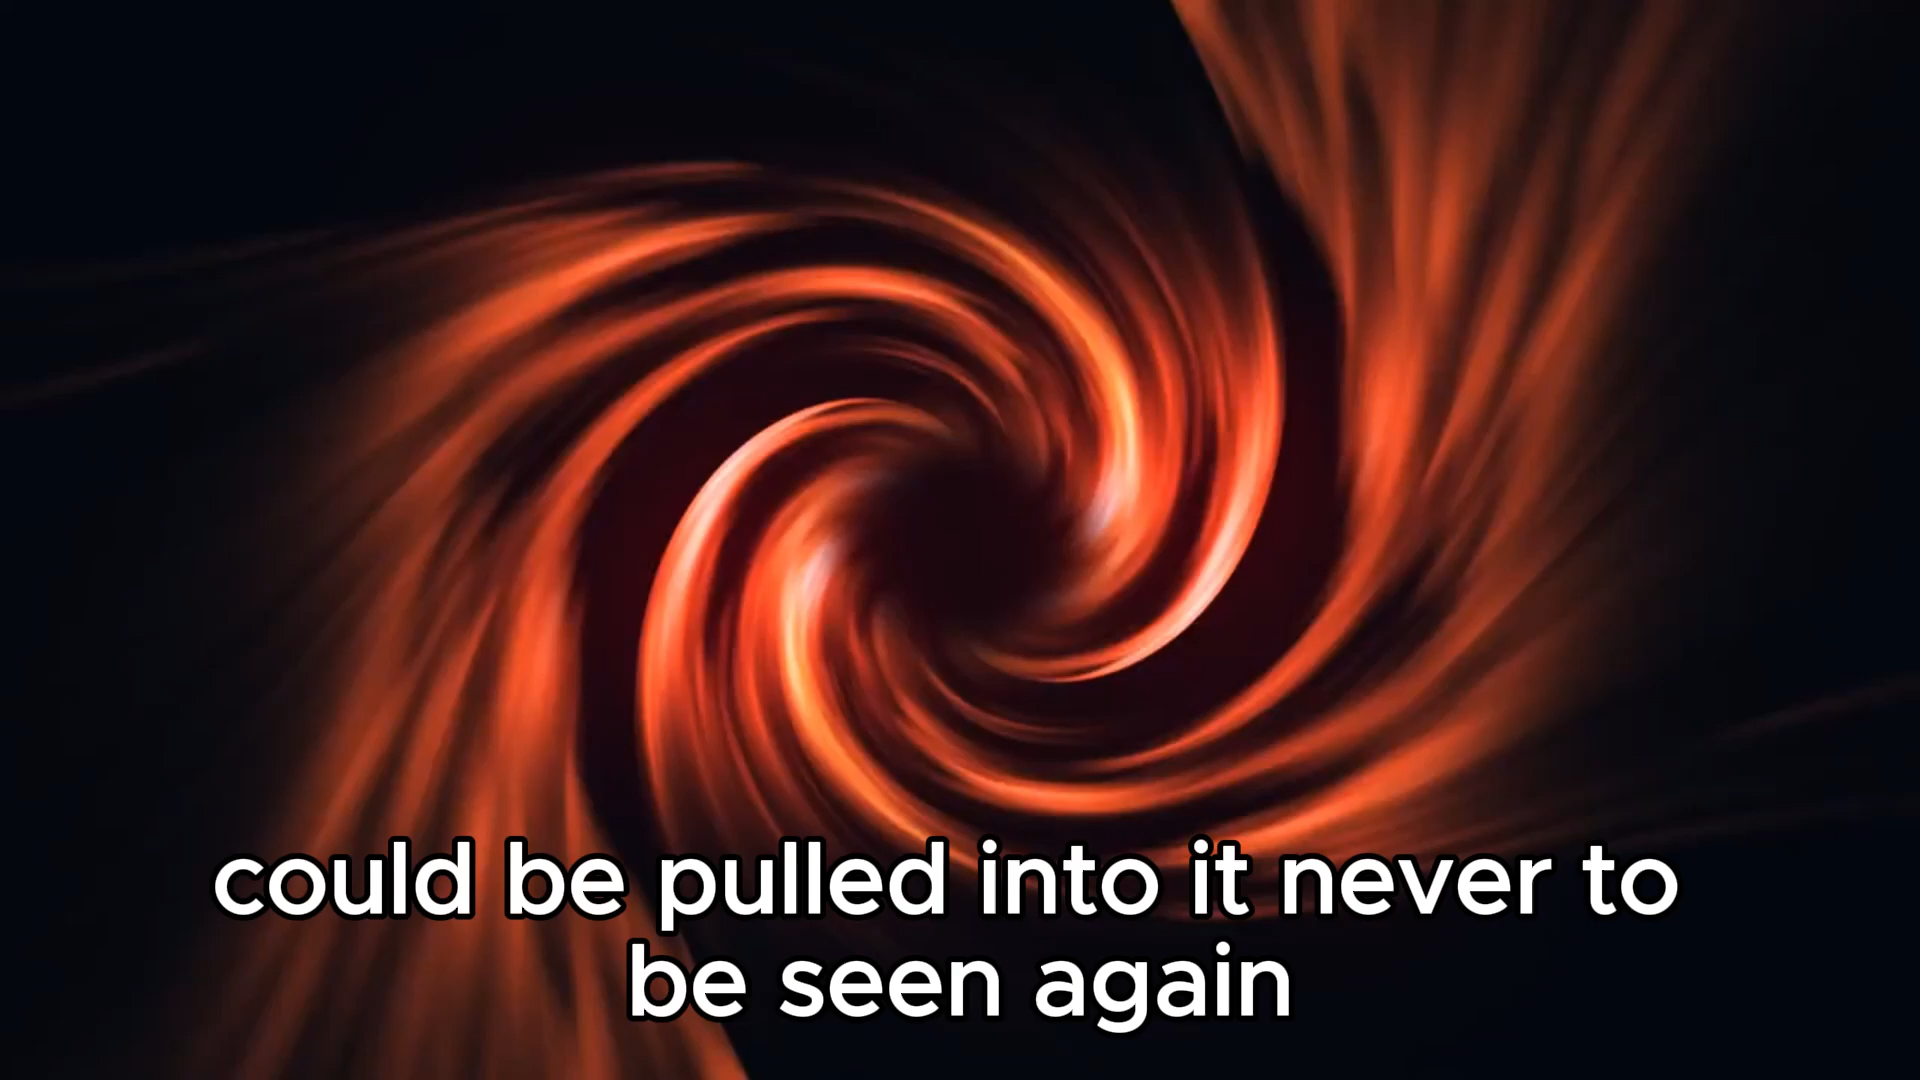 could be pulled into it never to
be seen again